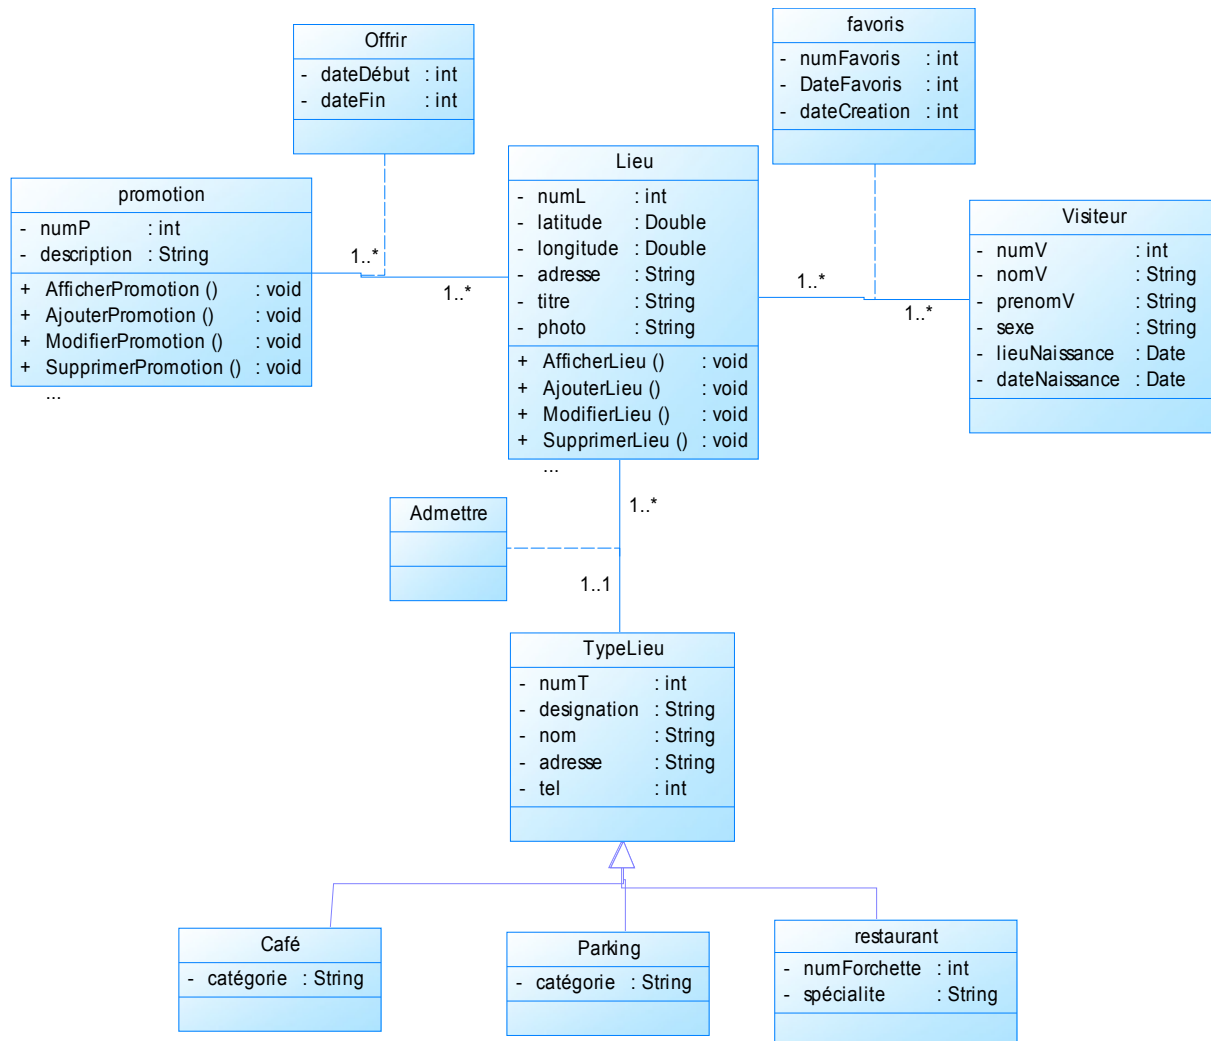 Offrir
- dateDébut : int
- dateFin : int
favoris
- numFavoris : int
- DateFavoris : int
- dateCreation : int
promotion
- numP : int
- description : String
+ AfficherPromotion () : void
+ AjouterPromotion () : void
+ ModifierPromotion () : void
+ SupprimerPromotion () : void
...
1..*
1..*
Lieu
- numL : int
- latitude : Double
- longitude : Double
- adresse : String
- titre : String
- photo : String
+ AfficherLieu () : void
+ AjouterLieu () : void
+ ModifierLieu () : void
+ SupprimerLieu () : void
...
1..*
1..*
Visiteur
- numV : int
- nomV : String
- prenomV : String
- sexe : String
- lieuNaissance : Date
- dateNaissance : Date
Admettre
1..*
1..1
TypeLieu
- numT : int
- designation : String
- nom : String
- adresse : String
- tel : int
Café
- catégorie : String
Parking
- catégorie : String
restaurant
- numForchette : int
- spécialite : String